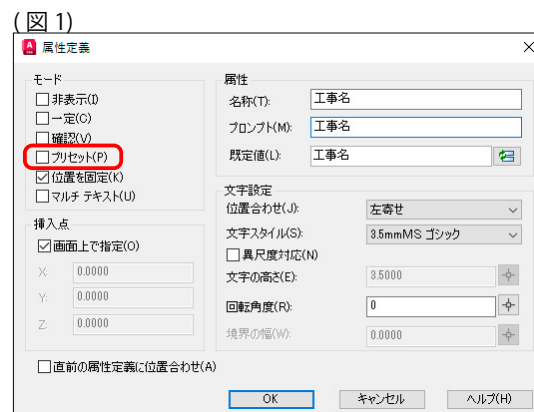 (図 1)
属性定義
モード
□非表示(I)
□一定(C)
□確認(V)
□プリセット(P)
☑位置を固定(K)
□マルチ テキスト(U)
挿入点
☑画面上で指定(O)
X: 0.0000
Y: 0.0000
Z: 0.0000
□直前の属性定義に位置合わせ(A)
属性
名称(T): 工事名
プロンプト(M): 工事名
既定値(L): 工事名
文字設定
位置合わせ(J): 左寄せ
文字スタイル(S): 3.5mmMS ゴシック
□異尺度対応(N)
文字の高さ(E): 3.5000
回転角度(R): 0
境界の幅(W): 0.0000
OK キャンセル ヘルプ(H)